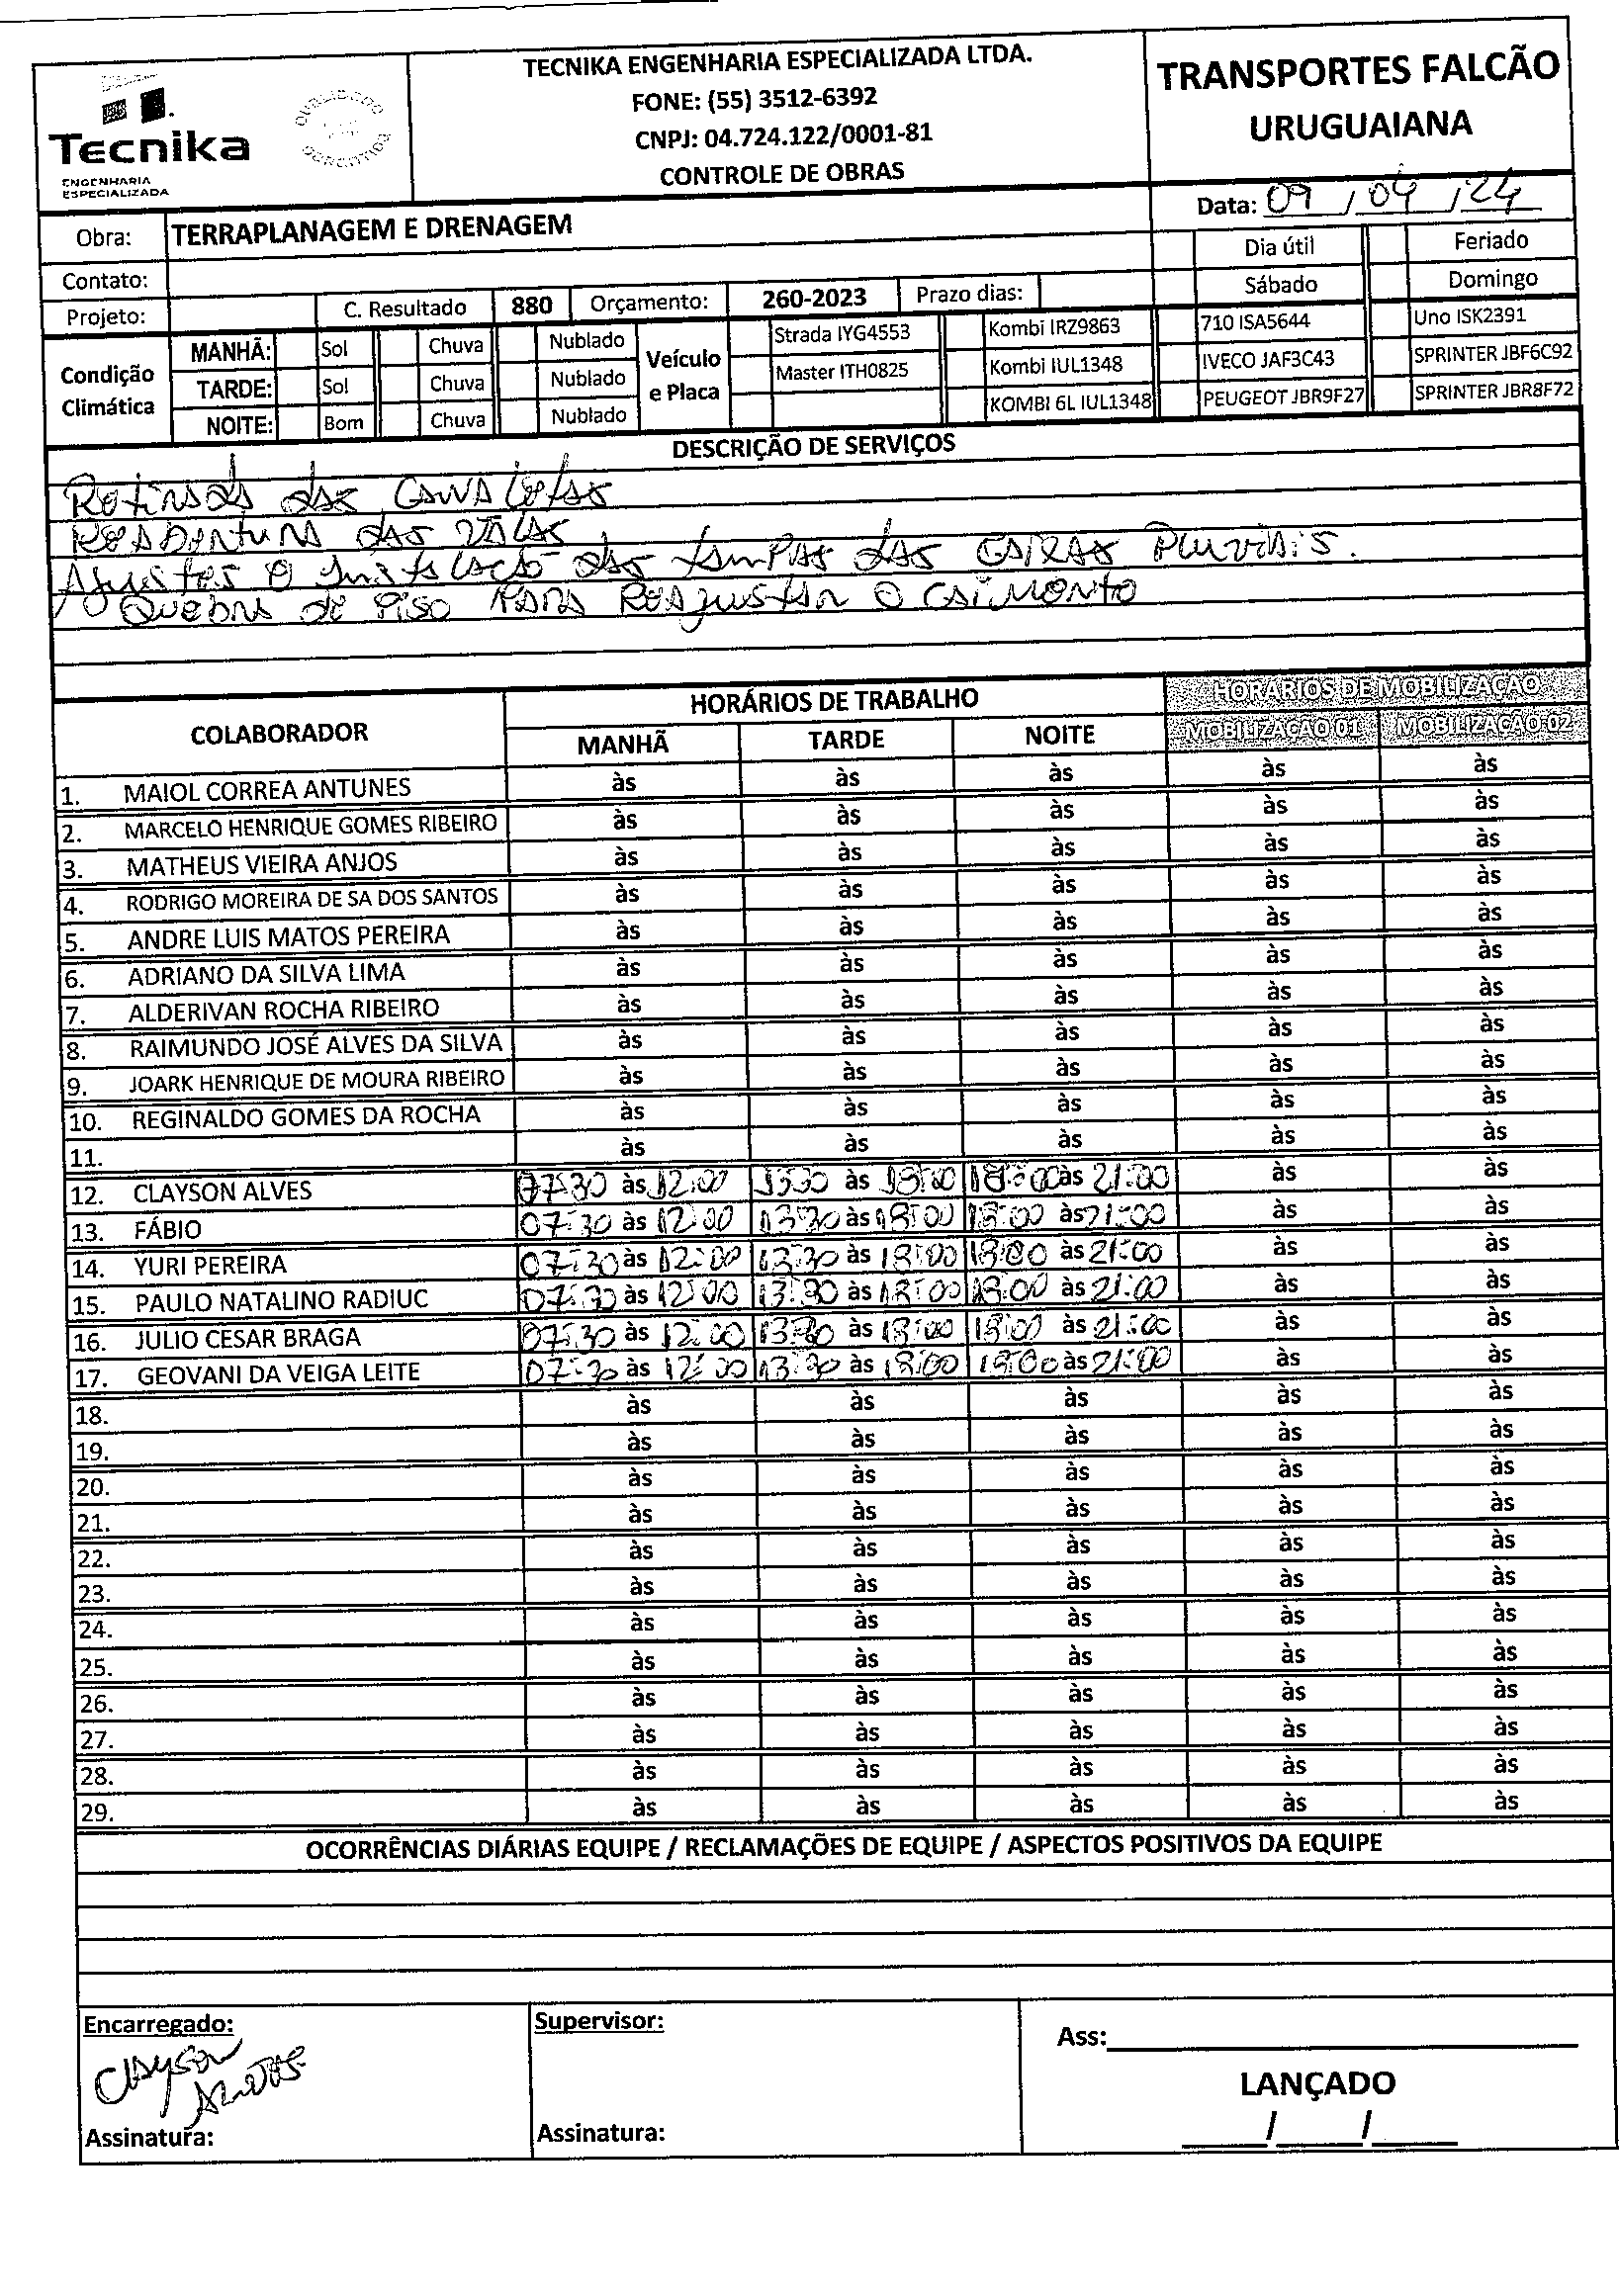 TECNIKA ENGENHARIA ESPECIALIZADA LTDA.
FONE: (55) 3512-6392
CNPJ: 04.724.122/0001-81
CONTROLE DE OBRAS
Tecnika
ENGENHARIA
ESPECIALIZADA
TRANSPORTES FALCÃO
URUGUAIANA
Data: 09 / 04 / 24
Obra: TERRAPLANAGEM E DRENAGEM
Dia útil Feriado
Contato:
Sábado Domingo
Projeto: C. Resultado 880 Orçamento: 260-2023 Prazo dias:
Condição Climática
MANHÃ: Sol Chuva Nublado
TARDE: Sol Chuva Nublado
NOITE: Bom Chuva Nublado
Veículo e Placa
Strada IYG4553 Kombi IRZ9863 710 ISA5644 Uno ISK2391
Master ITH0825 Kombi IUL1348 IVECO JAF3C43 SPRINTER JBF6C92
KOMBI 6L IUL1348 PEUGEOT JBR9F27 SPRINTER JBR8F72
DESCRIÇÃO DE SERVIÇOS
Retirada das Canaletas
Reabertura das valas
Ajustes e instalação das tampas das caixas Pluviais.
Quebra de Piso para Reajustar o caimento
COLABORADOR HORÁRIOS DE TRABALHO HORÁRIOS DE MOBILIZAÇÃO
MANHÃ TARDE NOITE MOBILIZAÇÃO 01 MOBILIZAÇÃO 02
1. MAIOL CORREA ANTUNES às às às às às
2. MARCELO HENRIQUE GOMES RIBEIRO às às às às às
3. MATHEUS VIEIRA ANJOS às às às às às
4. RODRIGO MOREIRA DE SA DOS SANTOS às às às às às
5. ANDRE LUIS MATOS PEREIRA às às às às às
6. ADRIANO DA SILVA LIMA às às às às às
7. ALDERIVAN ROCHA RIBEIRO às às às às às
8. RAIMUNDO JOSÉ ALVES DA SILVA às às às às às
9. JOARK HENRIQUE DE MOURA RIBEIRO às às às às às
10. REGINALDO GOMES DA ROCHA às às às às às
11. às às às às às
12. CLAYSON ALVES 07:30 às 12:00 1330 às 18:00 18:00 às 21:00 às às
13. FÁBIO 07:30 às 12:00 13:30 às 18:00 18:00 às 21:00 às às
14. YURI PEREIRA 07:30 às 12:00 13:30 às 18:00 18:00 às 21:00 às às
15. PAULO NATALINO RADIUC 07:30 às 12:00 13:30 às 18:00 18:00 às 21:00 às às
16. JULIO CESAR BRAGA 07:30 às 12:00 13:30 às 18:00 18:00 às 21:00 às às
17. GEOVANI DA VEIGA LEITE 07:30 às 12:00 13:30 às 18:00 18:00 às 21:00 às às
18. às às às às às
19. às às às às às
20. às às às às às
21. às às às às às
22. às às às às às
23. às às às às às
24. às às às às às
25. às às às às às
26. às às às às às
27. às às às às às
28. às às às às às
29. às às às às às
OCORRÊNCIAS DIÁRIAS EQUIPE / RECLAMAÇÕES DE EQUIPE / ASPECTOS POSITIVOS DA EQUIPE
Encarregado: Supervisor: Ass:
Clayson
LANÇADO
Assinatura: Assinatura: / /